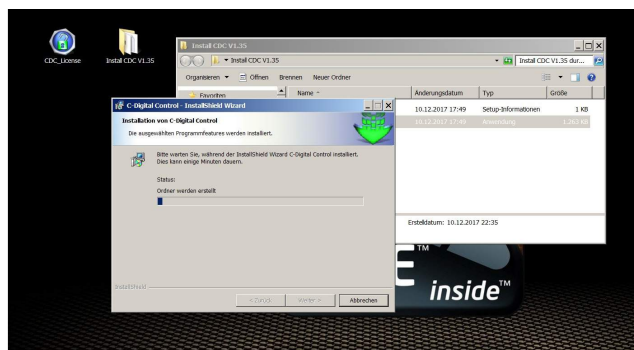 CDC_License
Install CDC V1.35
Install CDC V1.35
Install CDC V1.35
Install CDC V1.35 dur...
Organisieren
Öffnen
Brennen
Neuer Ordner
Favoriten
Name
Änderungsdatum
Typ
Größe
10.12.2017 17:49
Setup-Informationen
1 KB
10.12.2017 17:49
Anwendung
1.363 KB
Erstelldatum: 10.12.2017 22:35
C-Digital Control - InstallShield Wizard
Installation von C-Digital Control
Die ausgewählten Programmfeatures werden installiert.
Bitte warten Sie, während der InstallShield Wizard C-Digital Control installiert.
Dies kann einige Minuten dauern.
Status:
Ordner werden erstellt
InstallShield
< Zurück
Weiter >
Abbrechen
TM
inside™